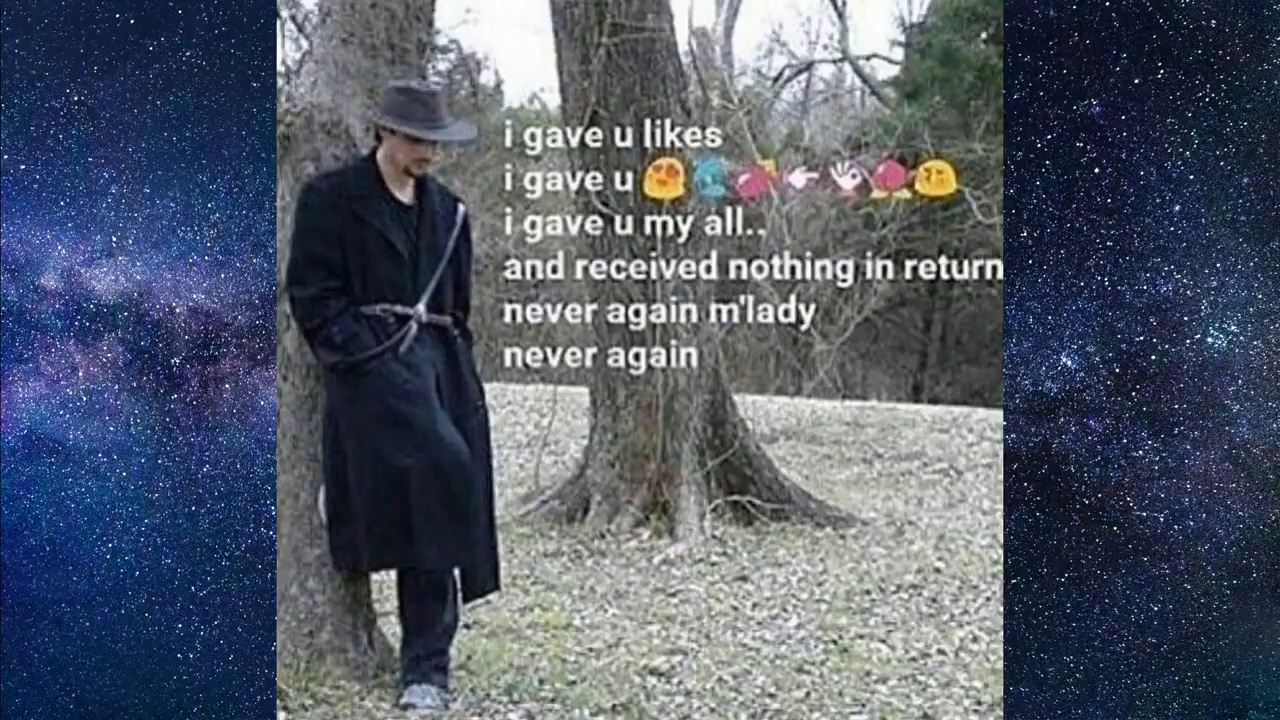 i gave u likes
i gave u
i gave u my all..
and received nothing in return
never again m'lady
never again